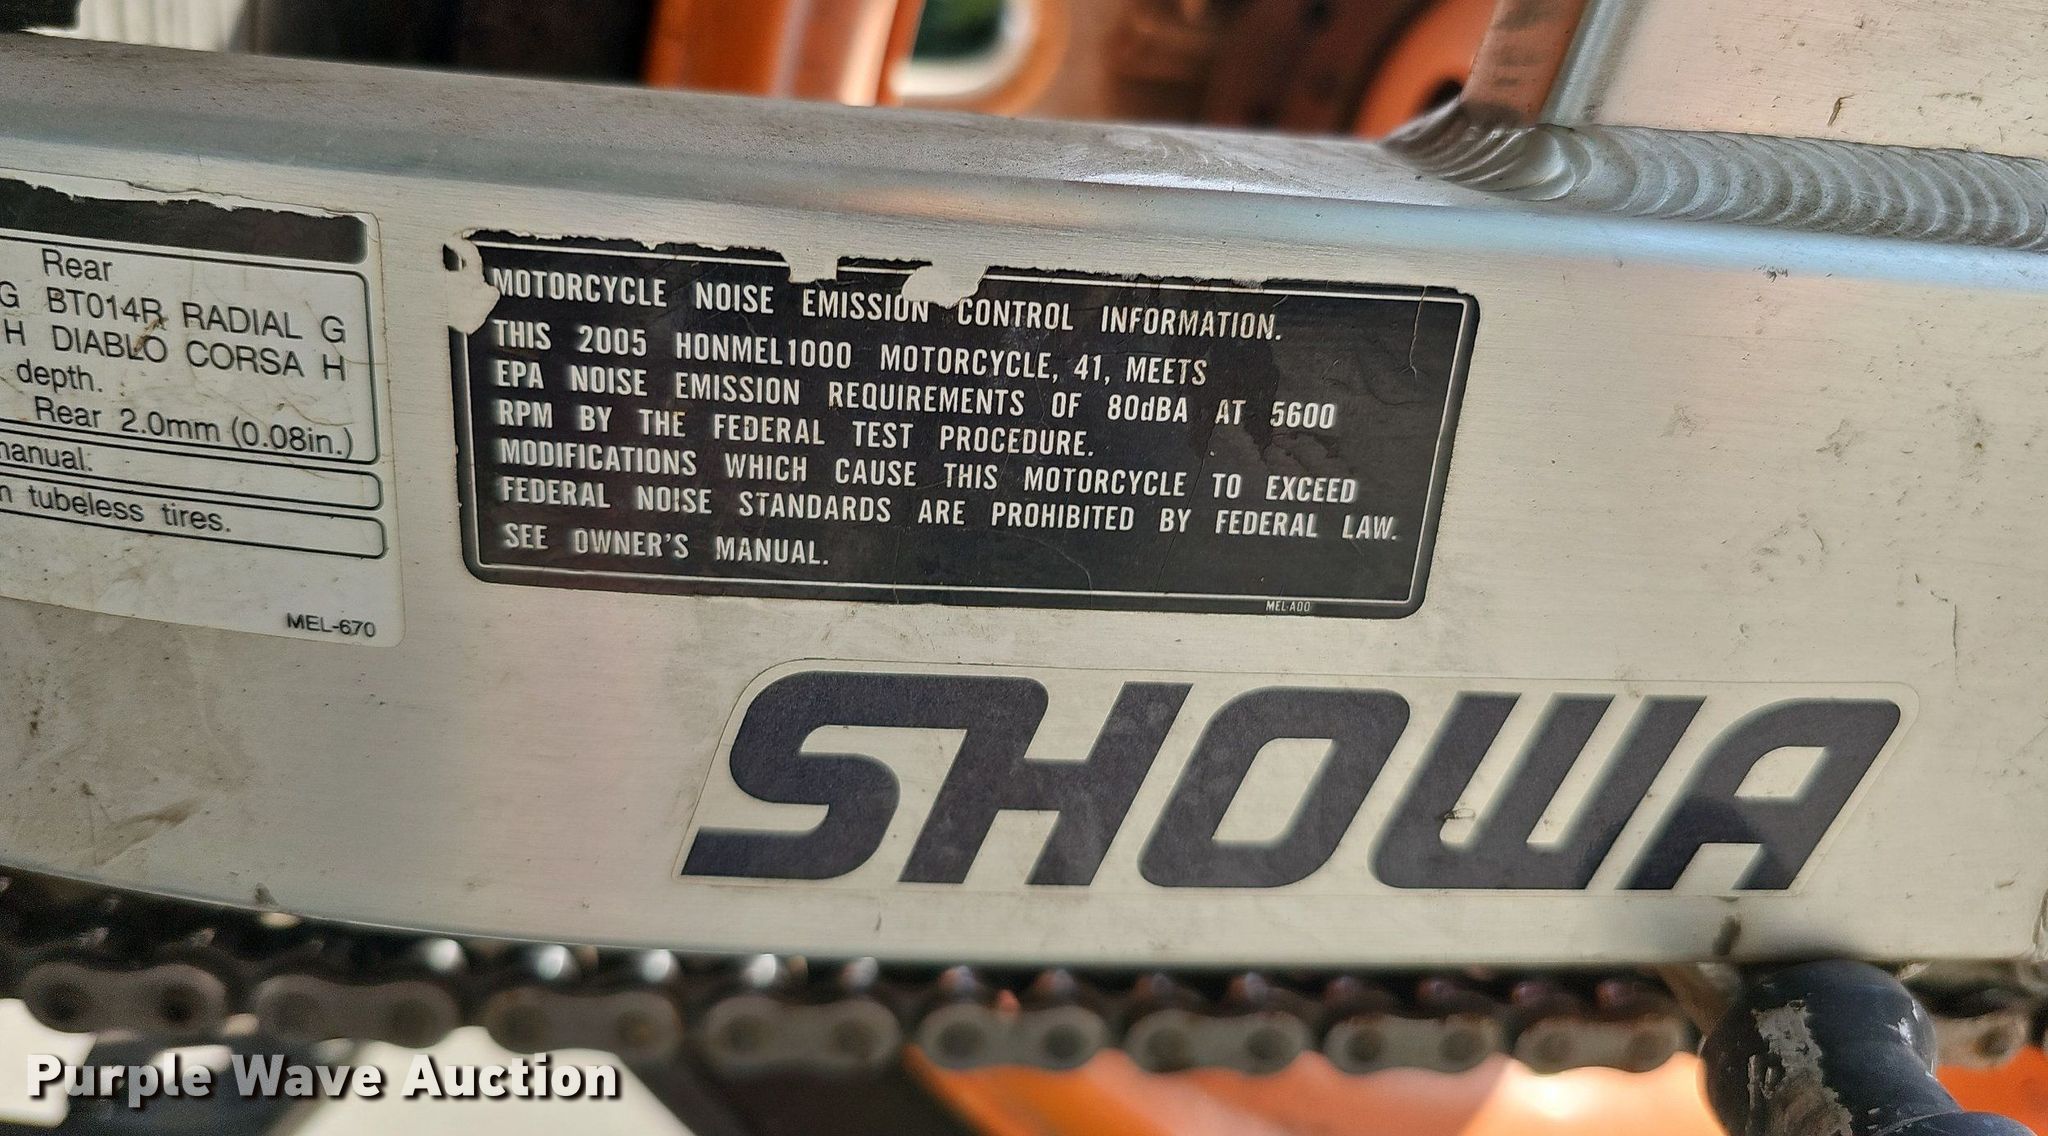 Rear
G BT014R RADIAL G
H DIABLO CORSA H
depth.
Rear 2.0mm (0.08in.)
manual.
tubeless tires.
MEL-670
MOTORCYCLE NOISE EMISSION CONTROL INFORMATION.
THIS 2005 HONMEL1000 MOTORCYCLE, 41, MEETS
EPA NOISE EMISSION REQUIREMENTS OF 80dBA AT 5600
RPM BY THE FEDERAL TEST PROCEDURE.
MODIFICATIONS WHICH CAUSE THIS MOTORCYCLE TO EXCEED
FEDERAL NOISE STANDARDS ARE PROHIBITED BY FEDERAL LAW.
SEE OWNER'S MANUAL.
MEL-A00
SHOWA
Purple Wave Auction